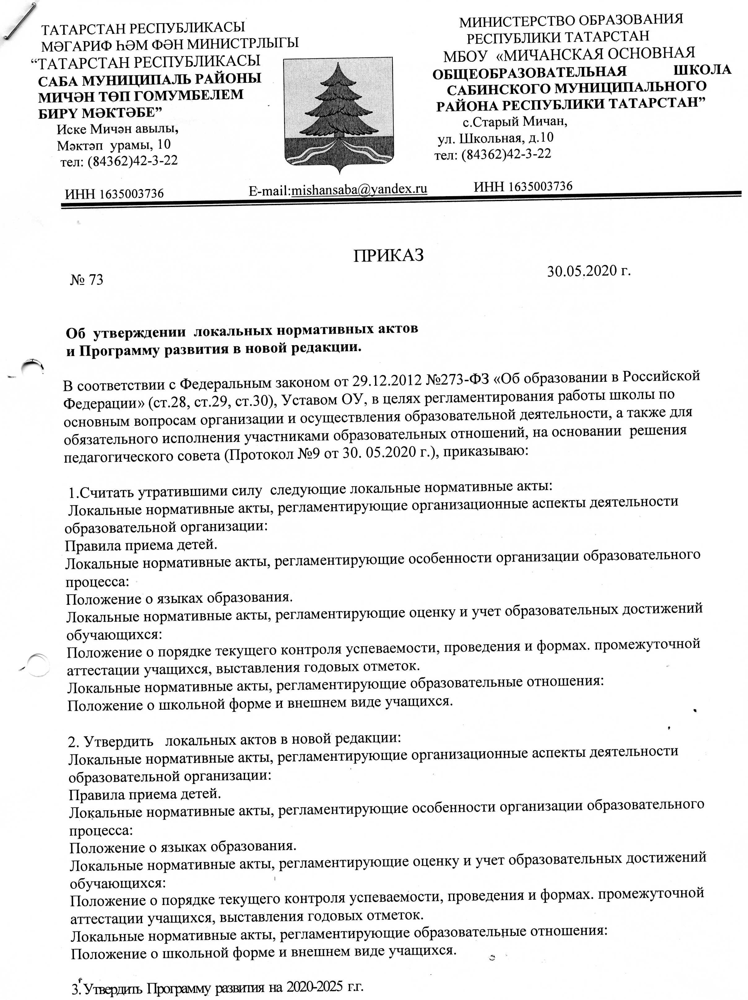 ТАТАРСТАН РЕСПУБЛИКАСЫ
МӘГАРИФ ҺӘМ ФӘН МИНИСТРЛЫГЫ
“ТАТАРСТАН РЕСПУБЛИКАСЫ
САБА МУНИЦИПАЛЬ РАЙОНЫ
МИЧӘН ТӨП ГОМУМБЕЛЕМ
БИРҮ МӘКТӘБЕ”
Иске Мичән авылы,
Мәктәп урамы, 10
тел: (84362)42-3-22
ИНН 1635003736
E-mail:mishansaba@yandex.ru
МИНИСТЕРСТВО ОБРАЗОВАНИЯ
РЕСПУБЛИКИ ТАТАРСТАН
МБОУ «МИЧАНСКАЯ ОСНОВНАЯ
ОБЩЕОБРАЗОВАТЕЛЬНАЯ ШКОЛА
САБИНСКОГО МУНИЦИПАЛЬНОГО
РАЙОНА РЕСПУБЛИКИ ТАТАРСТАН”
с.Старый Мичан,
ул. Школьная, д.10
тел: (84362)42-3-22
ИНН 1635003736
ПРИКАЗ
№ 73 30.05.2020 г.
Об утверждении локальных нормативных актов
и Программу развития в новой редакции.
В соответствии с Федеральным законом от 29.12.2012 №273-ФЗ «Об образовании в Российской
Федерации» (ст.28, ст.29, ст.30), Уставом ОУ, в целях регламентирования работы школы по
основным вопросам организации и осуществления образовательной деятельности, а также для
обязательного исполнения участниками образовательных отношений, на основании решения
педагогического совета (Протокол №9 от 30. 05.2020 г.), приказываю:
1.Считать утратившими силу следующие локальные нормативные акты:
Локальные нормативные акты, регламентирующие организационные аспекты деятельности
образовательной организации:
Правила приема детей.
Локальные нормативные акты, регламентирующие особенности организации образовательного
процесса:
Положение о языках образования.
Локальные нормативные акты, регламентирующие оценку и учет образовательных достижений
обучающихся:
Положение о порядке текущего контроля успеваемости, проведения и формах. промежуточной
аттестации учащихся, выставления годовых отметок.
Локальные нормативные акты, регламентирующие образовательные отношения:
Положение о школьной форме и внешнем виде учащихся.
2. Утвердить локальных актов в новой редакции:
Локальные нормативные акты, регламентирующие организационные аспекты деятельности
образовательной организации:
Правила приема детей.
Локальные нормативные акты, регламентирующие особенности организации образовательного
процесса:
Положение о языках образования.
Локальные нормативные акты, регламентирующие оценку и учет образовательных достижений
обучающихся:
Положение о порядке текущего контроля успеваемости, проведения и формах. промежуточной
аттестации учащихся, выставления годовых отметок.
Локальные нормативные акты, регламентирующие образовательные отношения:
Положение о школьной форме и внешнем виде учащихся.
3. Утвердить Программу развития на 2020-2025 г.г.